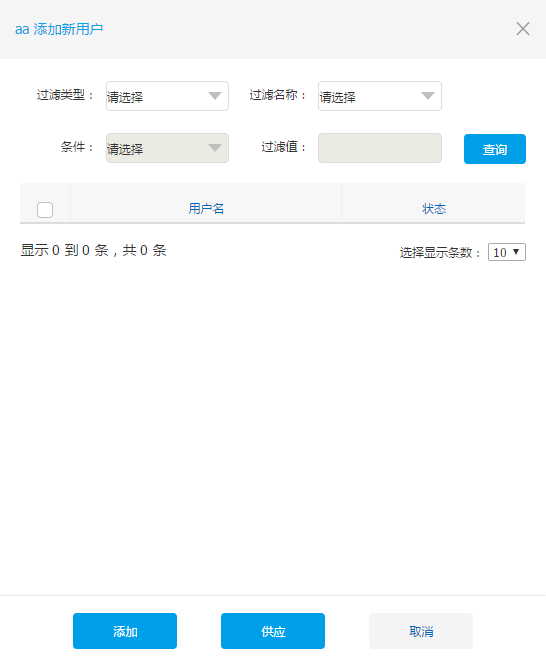 aa 添加新用户
过滤类型： 请选择 过滤名称： 请选择
条件： 请选择 过滤值： 查询
用户名 状态
显示 0 到 0 条，共 0 条 选择显示条数： 10
添加 供应 取消